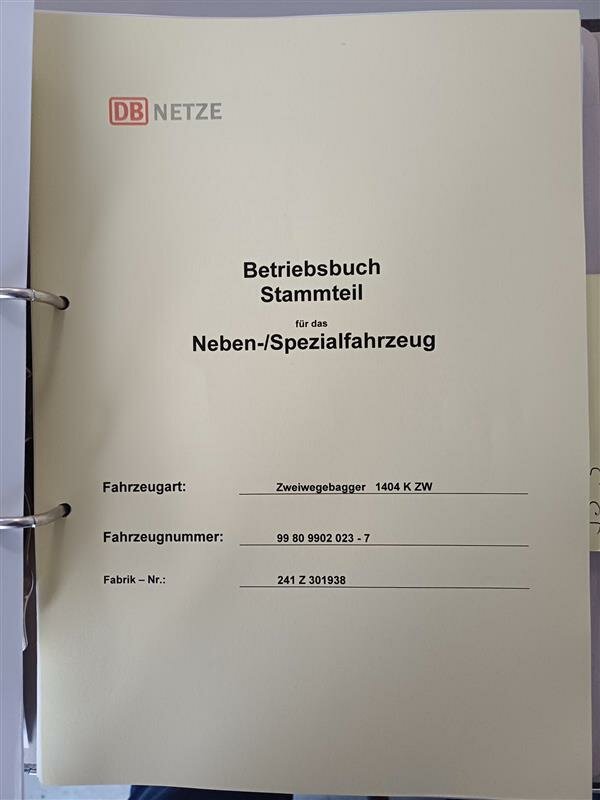 DB NETZE
Betriebsbuch
Stammteil
für das
Neben-/Spezialfahrzeug
Fahrzeugart: Zweiwegebagger 1404 K ZW
Fahrzeugnummer: 99 80 9902 023 - 7
Fabrik – Nr.: 241 Z 301938